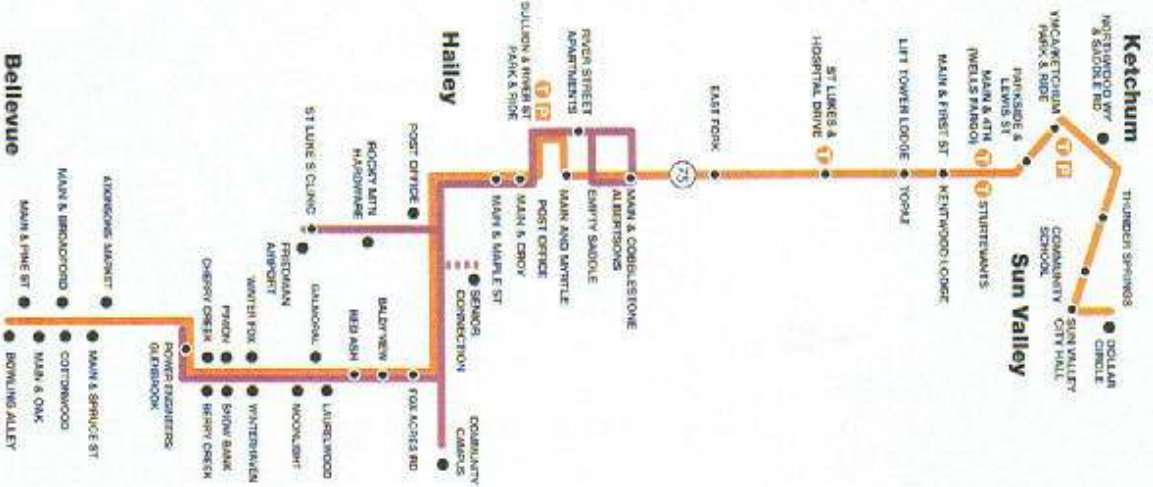 Ketchum
NORTHWOOD WY
& SADDLE RD
YMCA/KETCHUM
PARK & RIDE
T P
THUNDER SPRINGS
DOLLAR
CIRCLE
COMMUNITY
SCHOOL
SUN VALLEY
CITY HALL
Sun Valley
PARKSIDE &
LEWIS ST
MAIN & 4TH
(WELLS FARGO)
T
T
STURTEVANTS
MAIN & FIRST ST
KENTWOOD LODGE
LIFT TOWER LODGE
TOPAZ
ST LUKES &
HOSPITAL DRIVE
T
EAST FORK
75
Hailey
MAIN & COBBLESTONE
ALBERTSONS
RIVER STREET
APARTMENTS
EMPTY SADDLE
MAIN AND MYRTLE
BULLION & RIVER ST
PARK & RIDE
T P
POST OFFICE
MAIN & CROY
MAIN & MAPLE ST
POST OFFICE
SENIOR
CONNECTION
COMMUNITY
CAMPUS
ROCKY MTN
HARDWARE
ST LUKE'S CLINIC
FRIEDMAN
AIRPORT
FOX ACRES RD
BALDY VIEW
RED ASH
BALMORAL
LAURELWOOD
MOONLIGHT
WINTER FOX
WINTERHAVEN
PINION
SNOW BANK
CHERRY CREEK
BERRY CREEK
POWER ENGINEERS/
GLENBROOK
Bellevue
ATKINSONS MARKET
MAIN & SPRUCE ST
MAIN & BROADFORD
COTTONWOOD
MAIN & PINE ST
MAIN & OAK
BOWLING ALLEY